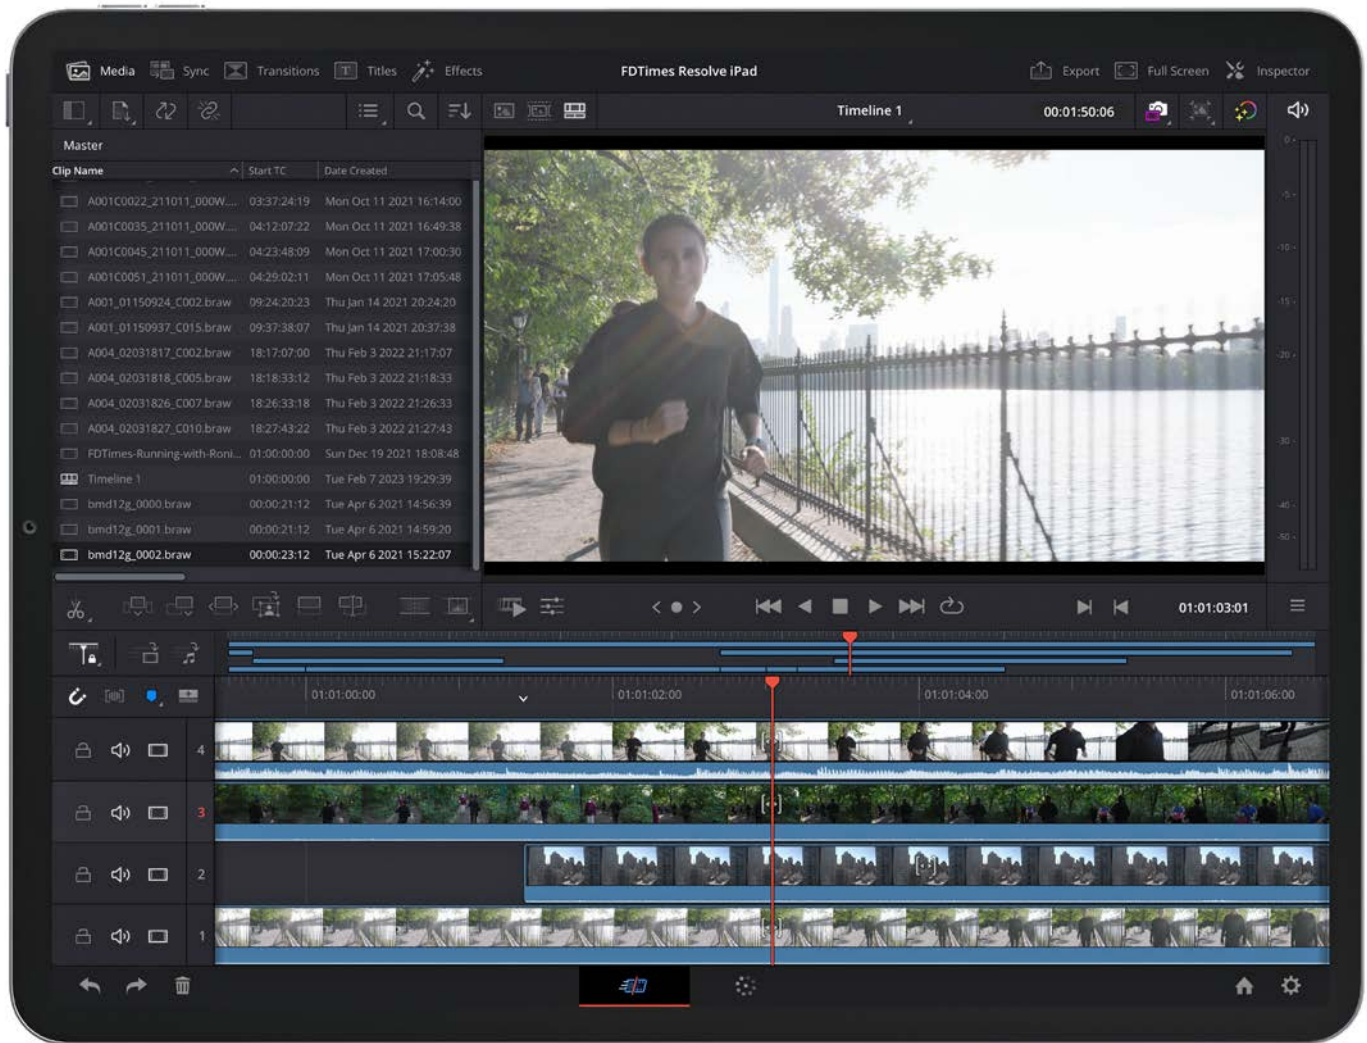 Media Sync Transitions T Titles Effects FDTimes Resolve iPad Export Full Screen Inspector
Timeline 1 00:01:50:06
Master
Clip Name Start TC Date Created
A001C0022_211011_000W.... 03:37:24:19 Mon Oct 11 2021 16:14:00
A001C0035_211011_000W.... 04:12:07:22 Mon Oct 11 2021 16:49:38
A001C0045_211011_000W.... 04:23:48:09 Mon Oct 11 2021 17:00:30
A001C0051_211011_000W.... 04:29:02:11 Mon Oct 11 2021 17:05:48
A001_01150924_C002.braw 09:24:20:23 Thu Jan 14 2021 20:24:20
A001_01150937_C015.braw 09:37:38:07 Thu Jan 14 2021 20:37:38
A004_02031817_C002.braw 18:17:07:00 Thu Feb 3 2022 21:17:07
A004_02031818_C005.braw 18:18:33:12 Thu Feb 3 2022 21:18:33
A004_02031826_C007.braw 18:26:33:18 Thu Feb 3 2022 21:26:33
A004_02031827_C010.braw 18:27:43:22 Thu Feb 3 2022 21:27:43
FDTimes-Running-with-Roni... 01:00:00:00 Sun Dec 19 2021 18:08:48
Timeline 1 01:00:00:00 Tue Feb 7 2023 19:29:39
bmd12g_0000.braw 00:00:21:12 Tue Apr 6 2021 14:56:39
bmd12g_0001.braw 00:00:21:12 Tue Apr 6 2021 14:59:20
bmd12g_0002.braw 00:00:23:12 Tue Apr 6 2021 15:22:07
0 -
-5 -
-10 -
-15 -
-20 -
-30 -
-40 -
-50 -
01:01:03:01
01:01:00:00 01:01:02:00 01:01:04:00 01:01:06:00
4
3
2
1